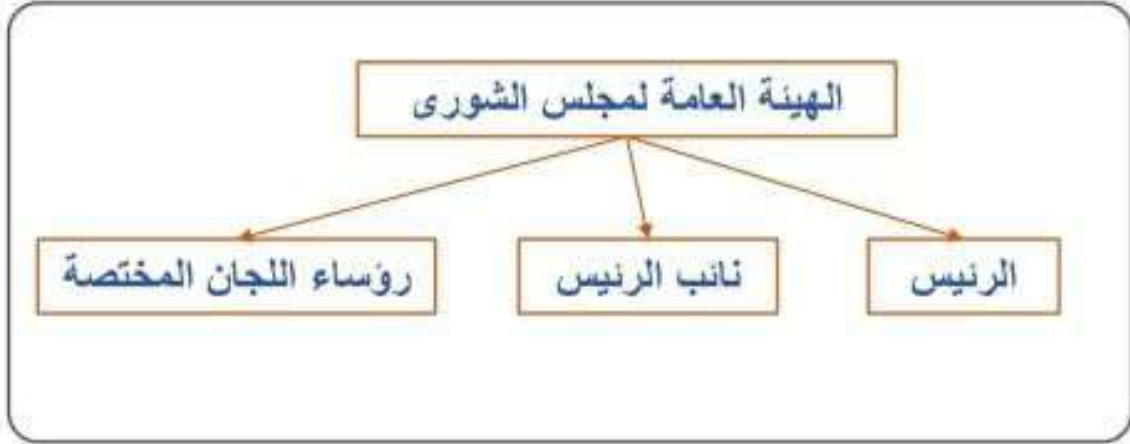 الهيئة العامة لمجلس الشورى
الرئيس
نائب الرئيس
رؤساء اللجان المختصة